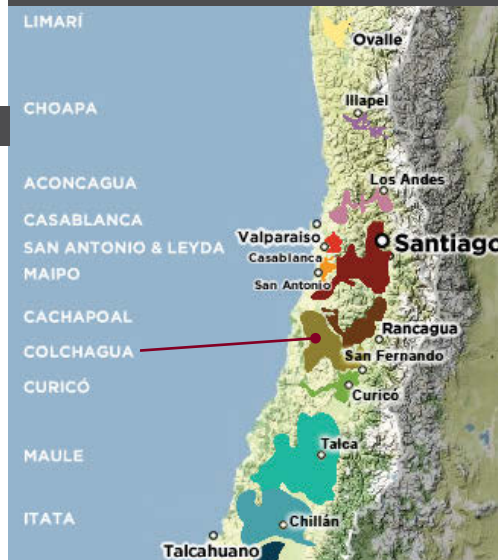 LIMARÍ
Ovalle
Illapel
CHOAPA
ACONCAGUA
Los Andes
CASABLANCA
Valparaiso
Santiago
SAN ANTONIO & LEYDA
Casablanca
MAIPO
San Antonio
CACHAPOAL
Rancagua
COLCHAGUA
San Fernando
CURICÓ
Curicó
Talca
MAULE
ITATA
Chillán
Talcahuano